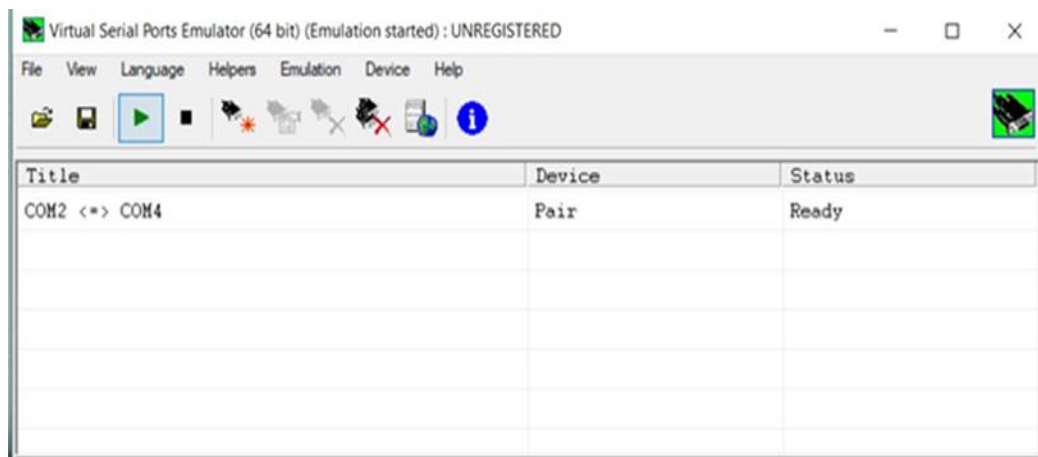 Virtual Serial Ports Emulator (64 bit) (Emulation started) : UNREGISTERED
File View Language Helpers Emulation Device Help
Title Device Status
COM2 <=> COM4 Pair Ready